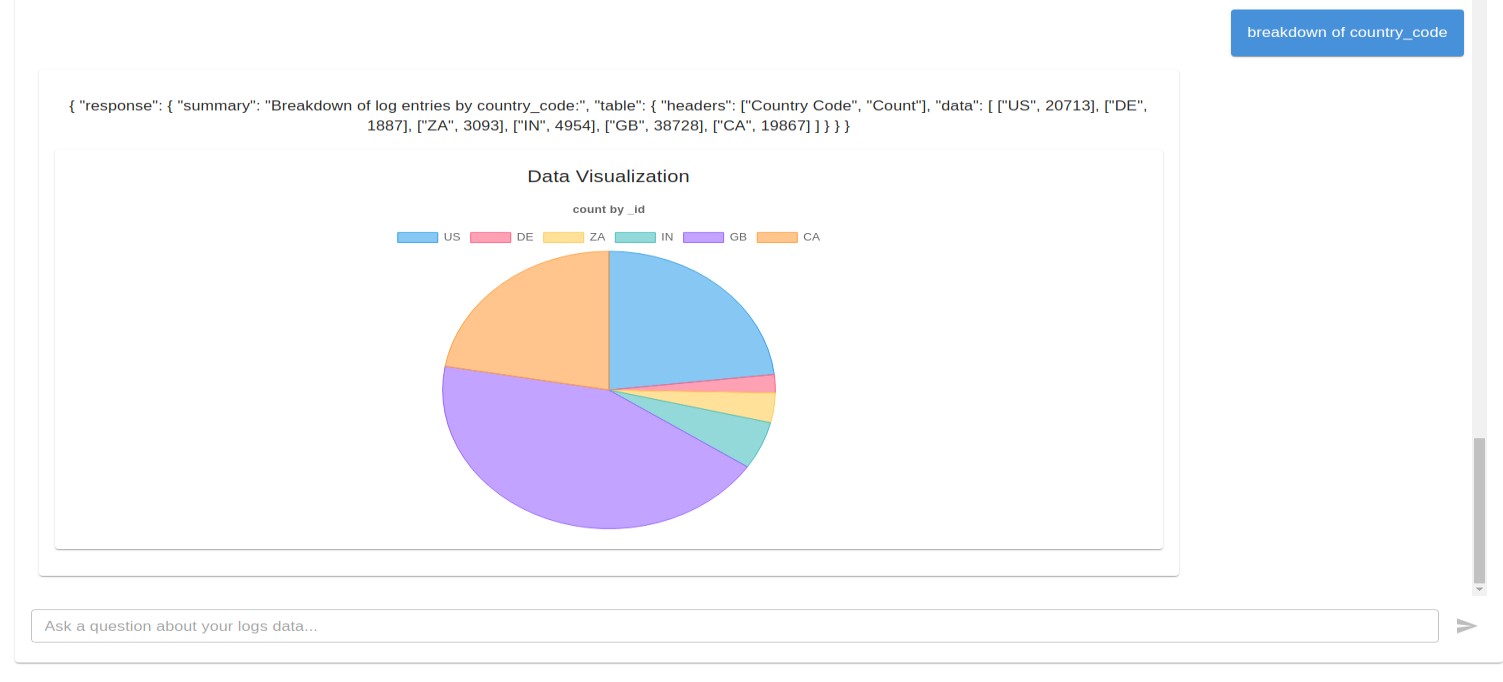 breakdown of country_code
{ "response": { "summary": "Breakdown of log entries by country_code:", "table": { "headers": ["Country Code", "Count"], "data": [ ["US", 20713], ["DE",
1887], ["ZA", 3093], ["IN", 4954], ["GB", 38728], ["CA", 19867] ] } } }
Data Visualization
count by _id
US DE ZA IN GB CA
Ask a question about your logs data...